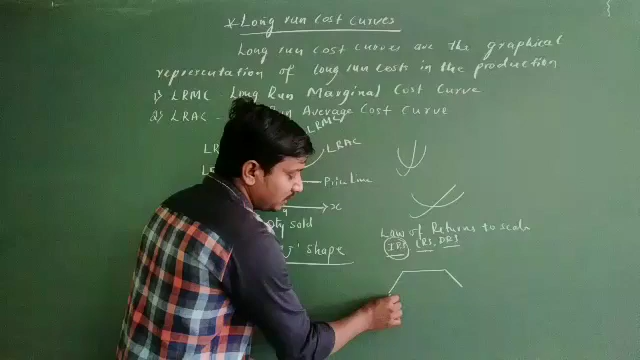 * Long run cost curves
Long run cost curves are the graphical
representation of long run costs in the production
1) LRMC - Long Run Marginal Cost Curve
2) LRAC - Average Cost Curve
LRMC
LRAC
Price line
x
Qty sold
shape
Law of Returns to scale
IRS, CRS, DRS